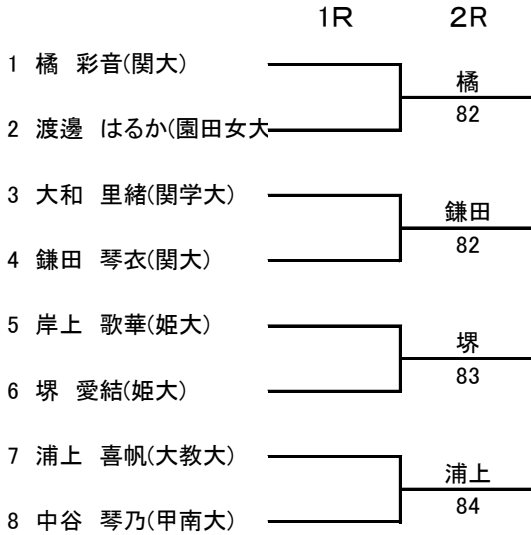 1R 2R
1 橘 彩音(関大)
橘
82
2 渡邊 はるか(園田女大
3 大和 里緒(関学大)
鎌田
82
4 鎌田 琴衣(関大)
5 岸上 歌華(姫大)
堺
83
6 堺 愛結(姫大)
7 浦上 喜帆(大教大)
浦上
84
8 中谷 琴乃(甲南大)